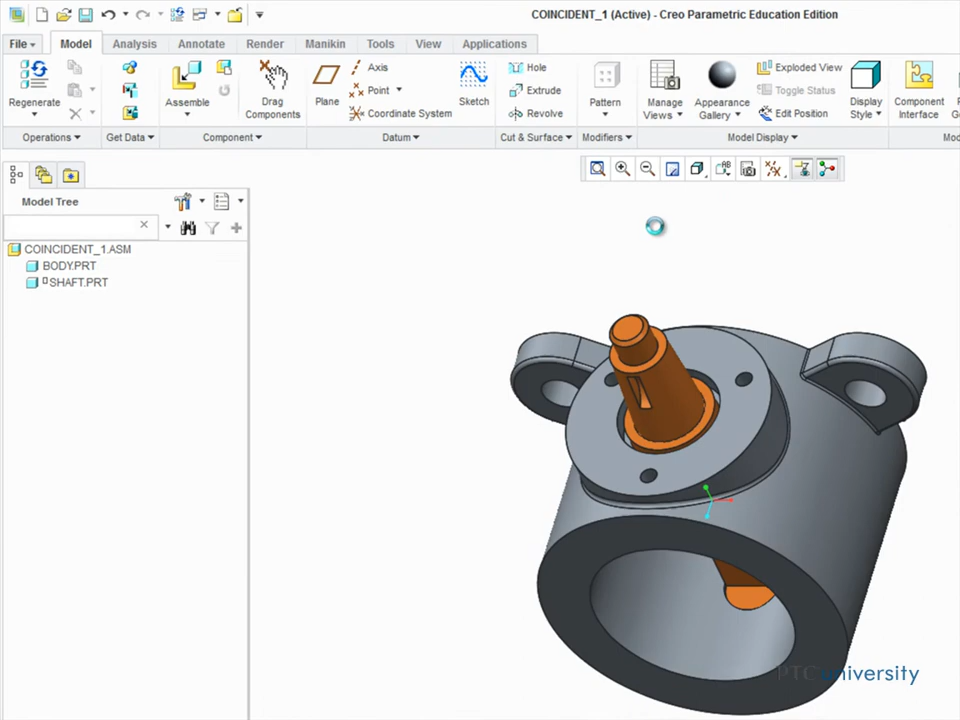 COINCIDENT_1 (Active) - Creo Parametric Education Edition
File Model Analysis Annotate Render Manikin Tools View Applications
Regenerate
Assemble
Drag
Components
Plane
Axis
Point
Coordinate System
Sketch
Hole
Extrude
Revolve
Pattern
Manage
Views
Appearance
Gallery
Exploded View
Toggle Status
Edit Position
Display
Style
Component
Interface
Operations Get Data Component Datum Cut & Surface Modifiers Model Display
Model Tree
COINCIDENT_1.ASM
BODY.PRT
SHAFT.PRT
PTC university